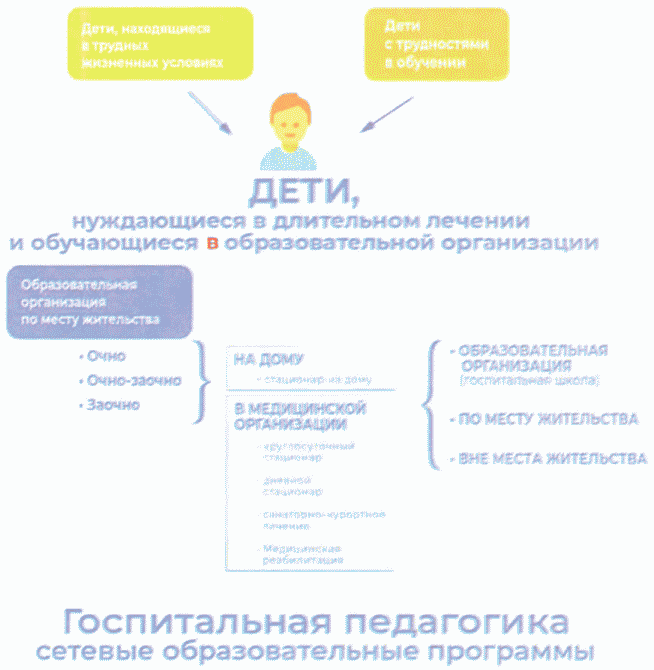 Дети, находящиеся
в трудных
жизненных условиях
Дети
с трудностями
в обучении
ДЕТИ,
нуждающиеся в длительном лечении
и обучающиеся в образовательной организации
Образовательная
организация
по месту жительства
• Очно
• Очно-заочно
• Заочно
НА ДОМУ
- стационар на дому
В МЕДИЦИНСКОЙ
ОРГАНИЗАЦИИ
- круглосуточный
стационар
- дневной
стационар
- санаторно-курортное
лечение
- Медицинская
реабилитация
- ОБРАЗОВАТЕЛЬНАЯ
ОРГАНИЗАЦИЯ
(госпитальная школа)
- ПО МЕСТУ ЖИТЕЛЬСТВА
- ВНЕ МЕСТА ЖИТЕЛЬСТВА
Госпитальная педагогика
сетевые образовательные программы